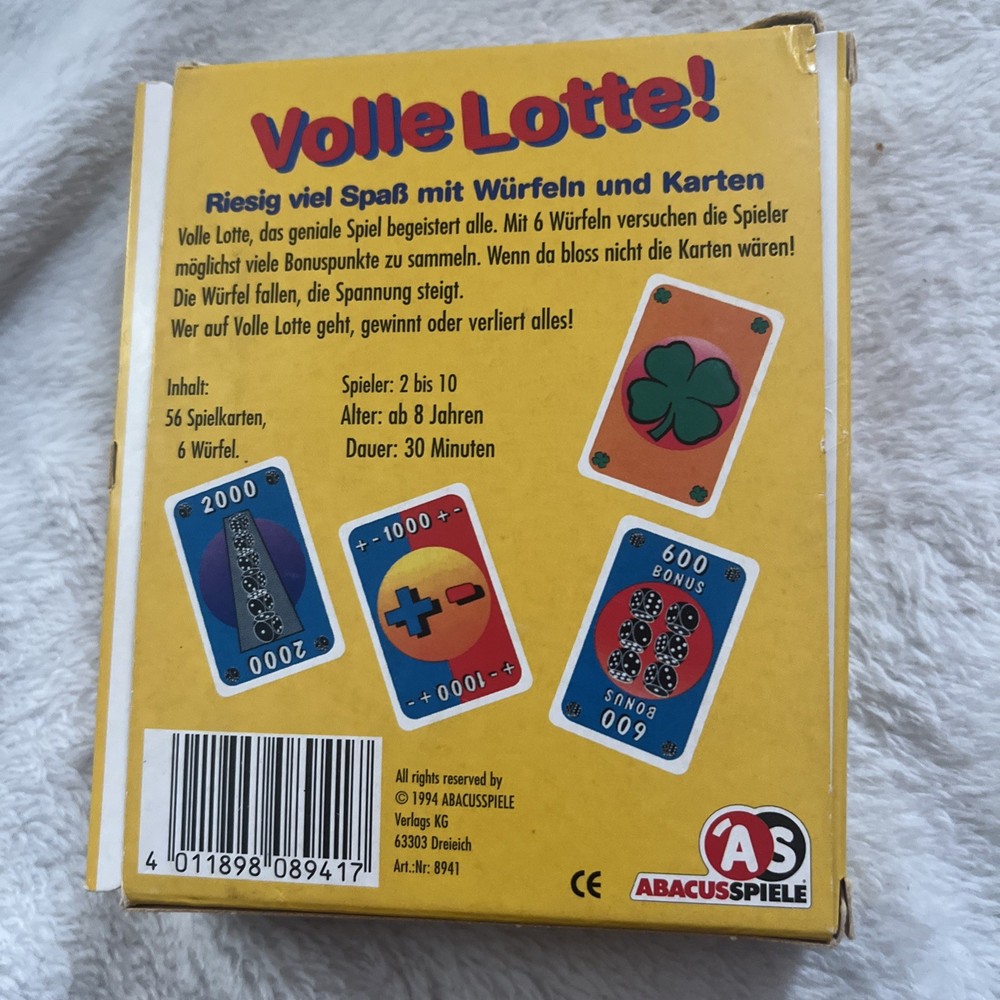 Volle Lotte!
Riesig viel Spaß mit Würfeln und Karten
Volle Lotte, das geniale Spiel begeistert alle. Mit 6 Würfeln versuchen die Spieler
möglichst viele Bonuspunkte zu sammeln. Wenn da bloss nicht die Karten wären!
Die Würfel fallen, die Spannung steigt.
Wer auf Volle Lotte geht, gewinnt oder verliert alles!
Inhalt:
56 Spielkarten,
6 Würfel.
Spieler: 2 bis 10
Alter: ab 8 Jahren
Dauer: 30 Minuten
2000
2000
+ - 1000 + -
+ - 1000 + -
600
BONUS
BONUS
600
4 011898 089417
All rights reserved by
© 1994 ABACUSSPIELE
Verlags KG
63303 Dreieich
Art.:Nr: 8941
CE
AS
ABACUSSPIELE